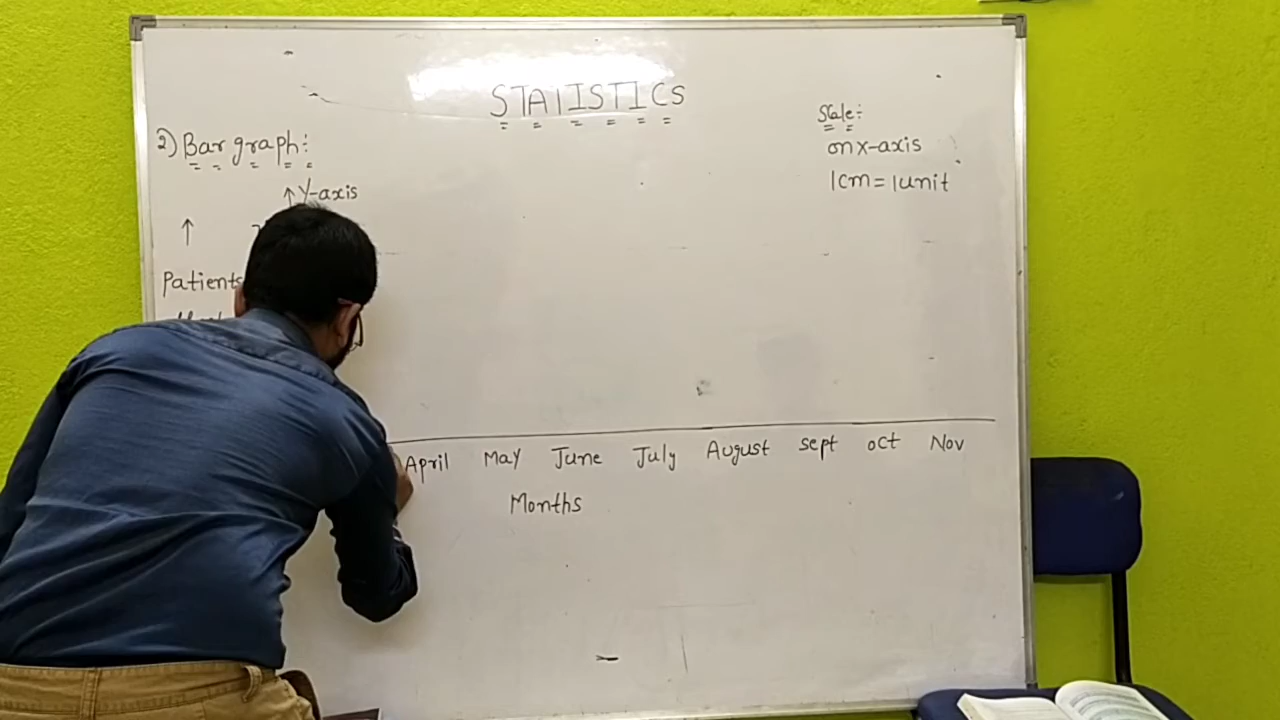 STATISTICS
2) Bar graph:
Scale:
on x-axis
1cm = 1unit
Y-axis
Patients
April May June July August sept oct Nov
Months